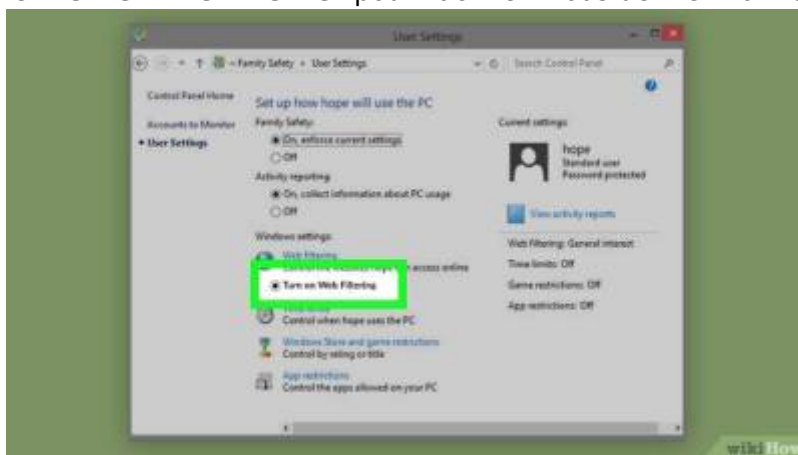 User Settings
Family Safety User Settings
Search Control Panel
Control Panel Home
Accounts to Monitor
User Settings
Set up how hope will use the PC
Family Safety:
On, enforce current settings
Off
Activity reporting:
On, collect information about PC usage
Off
Windows settings:
Web Filtering
access online
Turn on Web Filtering
Control when hope uses the PC
Windows Store and game restrictions
Control by rating or title
App restrictions
Control the apps allowed on your PC
Current settings:
hope
Standard user
Password protected
View activity reports
Web Filtering: General interest
Time limits: Off
Game restrictions: Off
App restrictions: Off
wikiHow